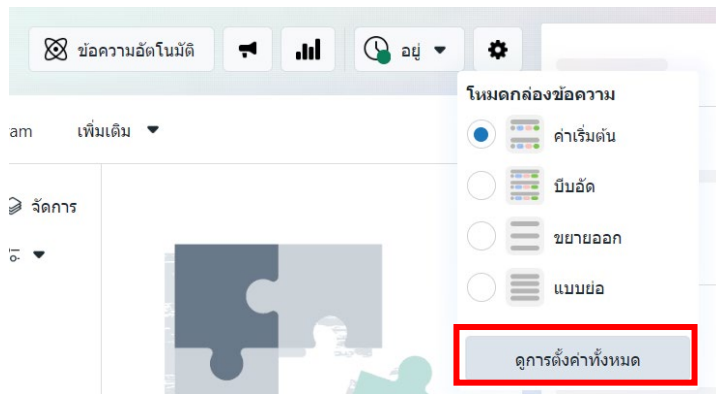 ข้อความอัตโนมัติ
อยู่
โหมดกล่องข้อความ
am
เพิ่มเติม
ค่าเริ่มต้น
จัดการ
บีบอัด
ขยายออก
แบบย่อ
ดูการตั้งค่าทั้งหมด